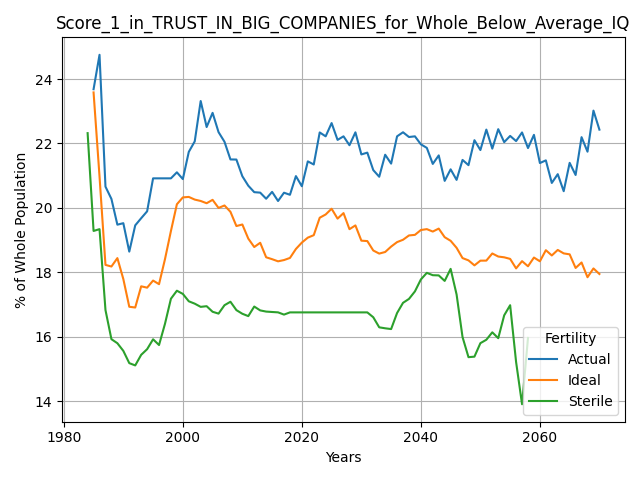 Score_1_in_TRUST_IN_BIG_COMPANIES_for_Whole_Below_Average_IQ
% of Whole Population
24
22
20
18
16
14
Fertility
Actual
Ideal
Sterile
1980
2000
2020
2040
2060
Years